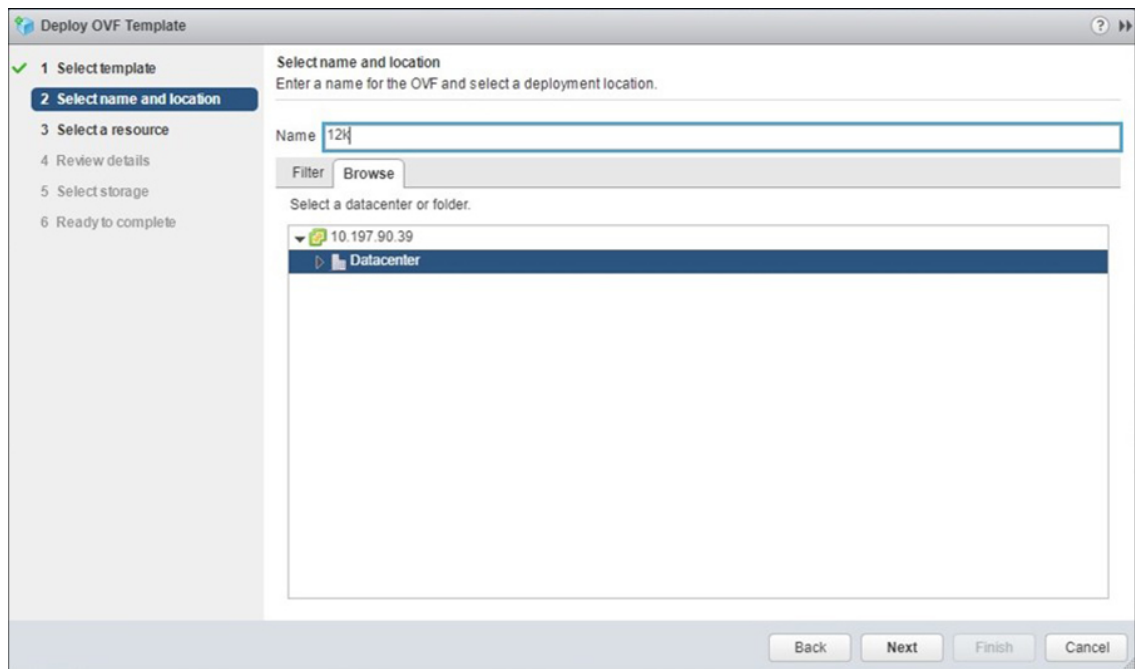 Deploy OVF Template
1 Select template
2 Select name and location
3 Select a resource
4 Review details
5 Select storage
6 Ready to complete
Select name and location
Enter a name for the OVF and select a deployment location.
Name 12k
Filter Browse
Select a datacenter or folder.
10.197.90.39
Datacenter
Back Next Finish Cancel